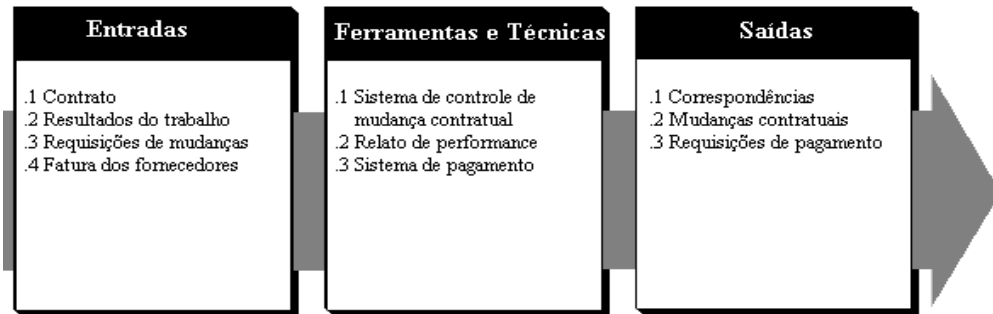 Entradas
.1 Contrato
.2 Resultados do trabalho
.3 Requisições de mudanças
.4 Fatura dos fornecedores
Ferramentas e Técnicas
.1 Sistema de controle de
mudança contratual
.2 Relato de performance
.3 Sistema de pagamento
Saídas
.1 Correspondências
.2 Mudanças contratuais
.3 Requisições de pagamento